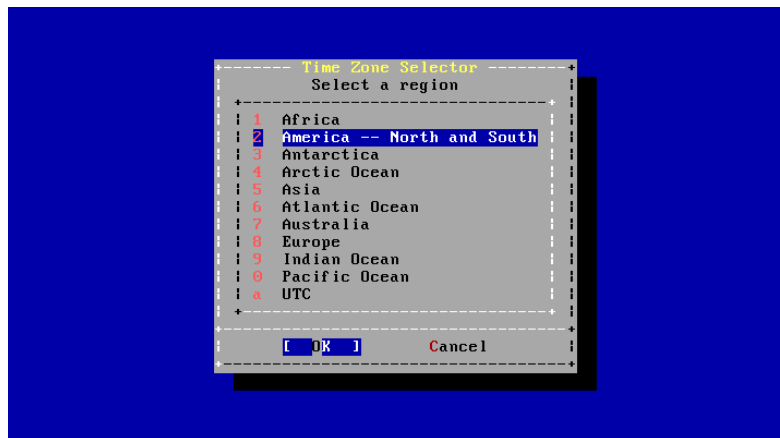 Time Zone Selector
Select a region
1 Africa
2 America -- North and South
3 Antarctica
4 Arctic Ocean
5 Asia
6 Atlantic Ocean
7 Australia
8 Europe
9 Indian Ocean
0 Pacific Ocean
a UTC
[ OK ] Cancel